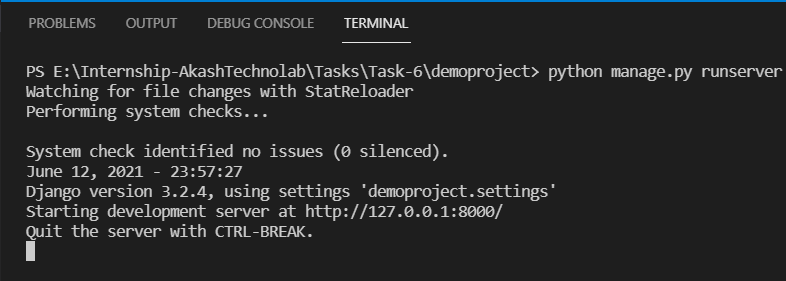 PROBLEMS OUTPUT DEBUG CONSOLE TERMINAL
PS E:\Internship-AkashTechnolab\Tasks\Task-6\demoproject> python manage.py runserver
Watching for file changes with StatReloader
Performing system checks...
System check identified no issues (0 silenced).
June 12, 2021 - 23:57:27
Django version 3.2.4, using settings 'demoproject.settings'
Starting development server at http://127.0.0.1:8000/
Quit the server with CTRL-BREAK.